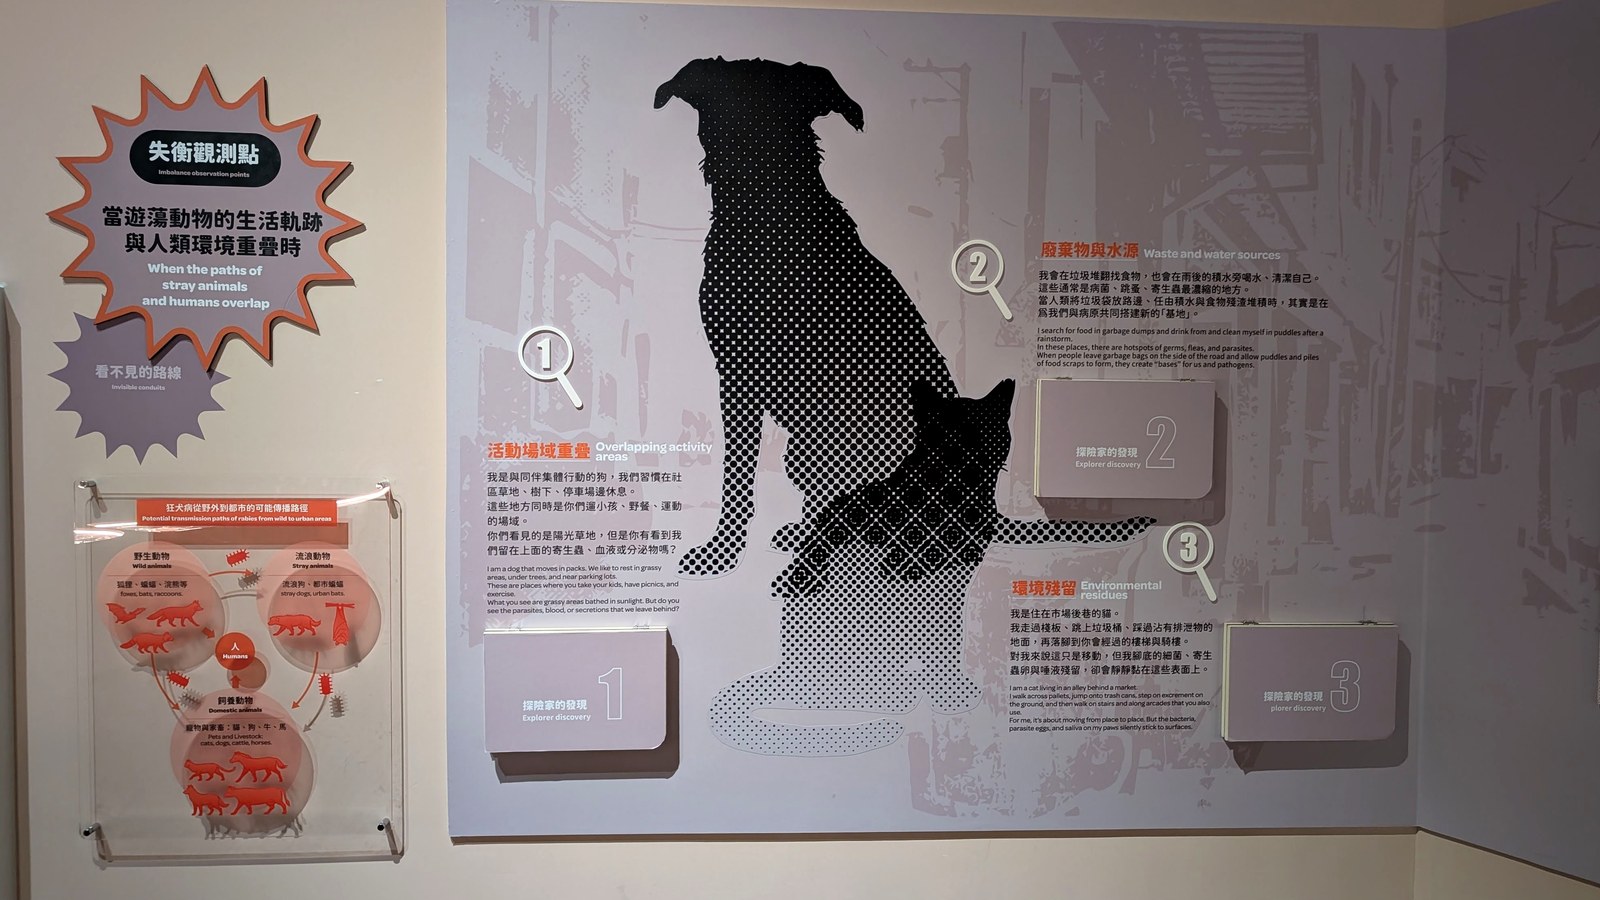 失衡觀測點
Imbalance observation points
當遊蕩動物的生活軌跡
與人類環境重疊時
When the paths of
stray animals
and humans overlap
看不見的路線
Invisible conduits
狂犬病從野外到都市的可能傳播路徑
Potential transmission paths of rabies from wild to urban areas
野生動物
Wild animals
狐狸、蝙蝠、浣熊等
foxes, bats, raccoons.
流浪動物
Stray animals
流浪狗、都市蝙蝠
stray dogs, urban bats.
人
Humans
飼養動物
Domestic animals
寵物與家畜：貓、狗、牛、馬
Pets and Livestock:
cats, dogs, cattle, horses.
1
活動場域重疊 Overlapping activity
areas
我是與同伴集體行動的狗，我們習慣在社
區草地、樹下、停車場邊休息。
這些地方同時是你們遛小孩、野餐、運動
的場域。
你們看見的是陽光草地，但是你有看到我
們留在上面的寄生蟲、血液或分泌物嗎？
I am a dog that moves in packs. We like to rest in grassy
areas, under trees, and near parking lots.
These are places where you take your kids, have picnics, and
exercise.
What you see are grassy areas bathed in sunlight. But do you
see the parasites, blood, or secretions that we leave behind?
探險家的發現
Explorer discovery
1
2
廢棄物與水源 Waste and water sources
我會在垃圾堆翻找食物，也會在雨後的積水旁喝水、清潔自己。
這些通常是病菌、跳蚤、寄生蟲最濃縮的地方。
當人類將垃圾袋放路邊、任由積水與食物殘渣堆積時，其實是在
為我們與病原共同搭建新的「基地」。
I search for food in garbage dumps and drink from and clean myself in puddles after a
rainstorm.
In these places, there are hotspots of germs, fleas, and parasites.
When people leave garbage bags on the side of the road and allow puddles and piles
of food scraps to form, they create "bases" for us and pathogens.
探險家的發現
Explorer discovery
2
3
環境殘留 Environmental
residues
我是住在市場後巷的貓。
我走過棧板、跳上垃圾桶、踩過沾有排泄物的
地面，再落腳到你會經過的樓梯與騎樓。
對我來說這只是移動，但我腳底的細菌、寄生
蟲卵與唾液殘留，卻會靜靜黏在這些表面上。
I am a cat living in an alley behind a market.
I walk across pallets, jump onto trash cans, step on excrement on
the ground, and then walk on stairs and along arcades that you also
use.
For me, it's about moving from place to place. But the bacteria,
parasite eggs, and saliva on my paws silently stick to surfaces.
探險家的發現
plorer discovery
3